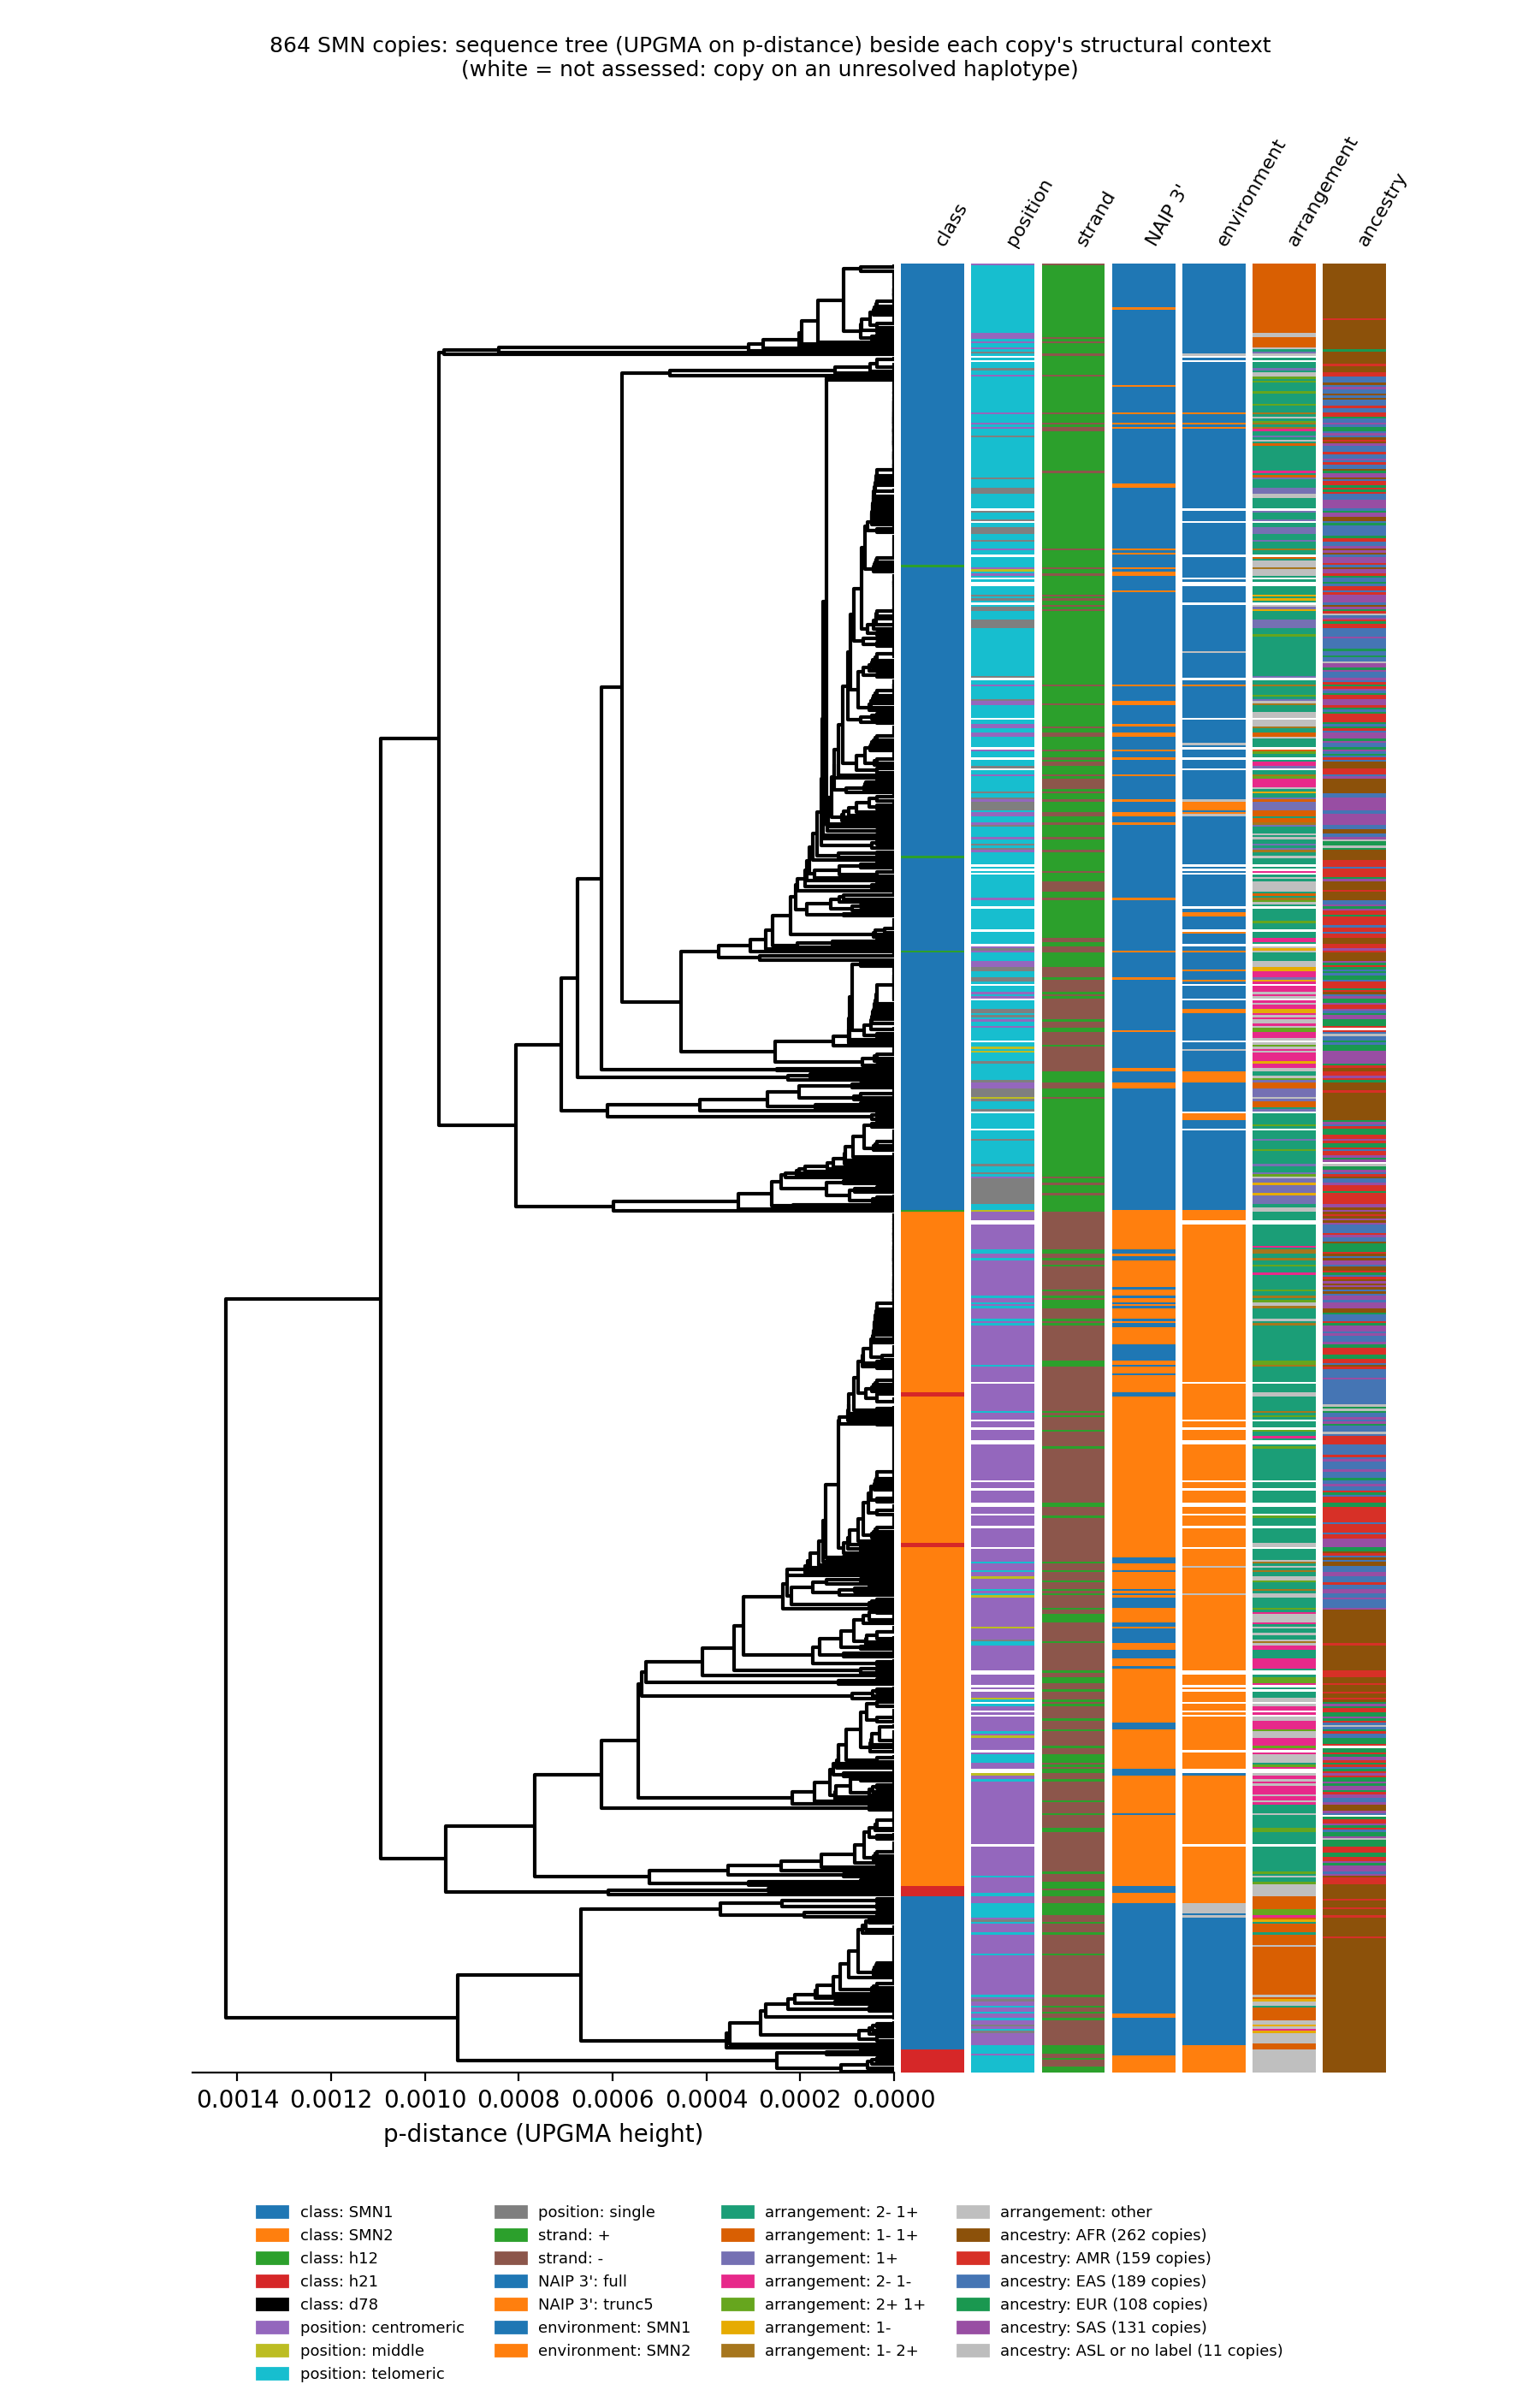 864 SMN copies: sequence tree (UPGMA on p-distance) beside each copy's structural context
(white = not assessed: copy on an unresolved haplotype)
class
position
strand
NAIP 3'
environment
arrangement
ancestry
0.0014 0.0012 0.0010 0.0008 0.0006 0.0004 0.0002 0.0000
p-distance (UPGMA height)
class: SMN1
class: SMN2
class: h12
class: h21
class: d78
position: centromeric
position: middle
position: telomeric
position: single
strand: +
strand: -
NAIP 3': full
NAIP 3': trunc5
environment: SMN1
environment: SMN2
arrangement: 2- 1+
arrangement: 1- 1+
arrangement: 1+
arrangement: 2- 1-
arrangement: 2+ 1+
arrangement: 1-
arrangement: 1- 2+
arrangement: other
ancestry: AFR (262 copies)
ancestry: AMR (159 copies)
ancestry: EAS (189 copies)
ancestry: EUR (108 copies)
ancestry: SAS (131 copies)
ancestry: ASL or no label (11 copies)